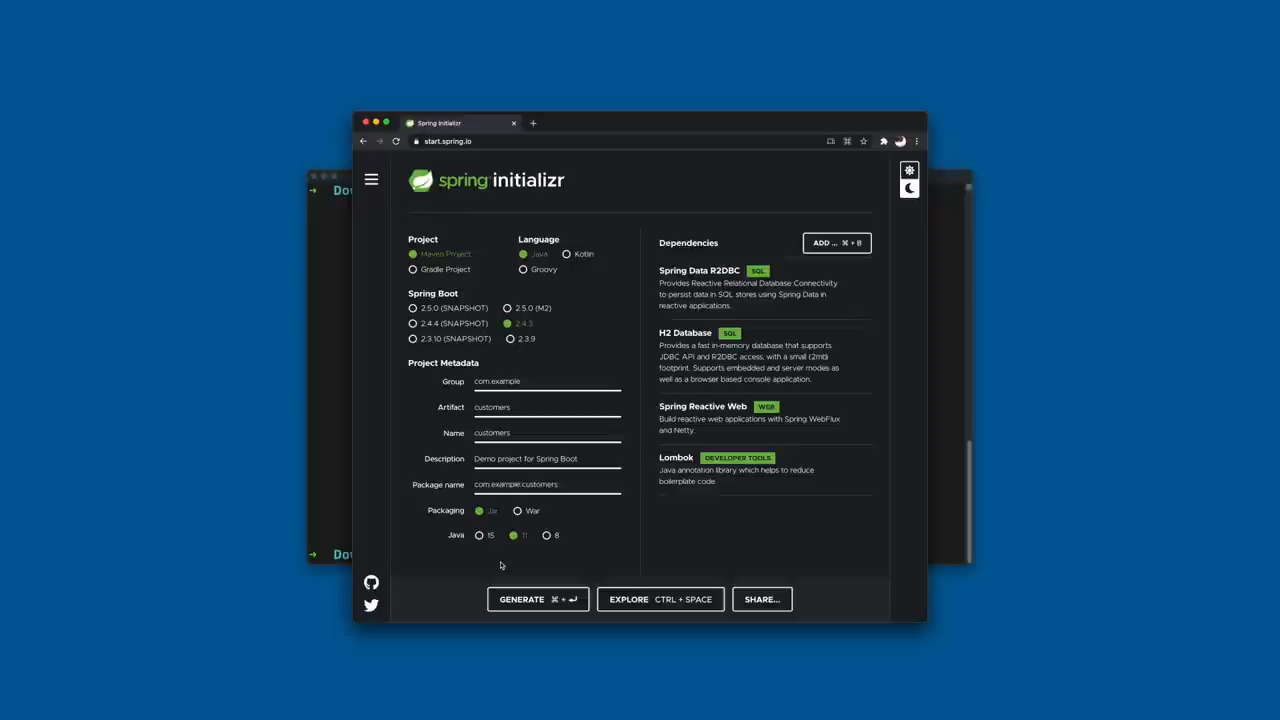 Spring Initializr
start.spring.io
spring initializr
Project
Maven Project
Gradle Project
Language
Java
Kotlin
Groovy
Spring Boot
2.5.0 (SNAPSHOT)
2.5.0 (M2)
2.4.4 (SNAPSHOT)
2.4.3
2.3.10 (SNAPSHOT)
2.3.9
Project Metadata
Group com.example
Artifact customers
Name customers
Description Demo project for Spring Boot
Package name com.example.customers
Packaging Jar War
Java 15 11 8
Dependencies
ADD ... ⌘ + B
Spring Data R2DBC SQL
Provides Reactive Relational Database Connectivity
to persist data in SQL stores using Spring Data in
reactive applications.
H2 Database SQL
Provides a fast in-memory database that supports
JDBC API and R2DBC access, with a small (2mb)
footprint. Supports embedded and server modes as
well as a browser based console application.
Spring Reactive Web WEB
Build reactive web applications with Spring WebFlux
and Netty.
Lombok DEVELOPER TOOLS
Java annotation library which helps to reduce
boilerplate code.
GENERATE ⌘ + ⏎
EXPLORE CTRL + SPACE
SHARE...
➜ Do
➜ Do